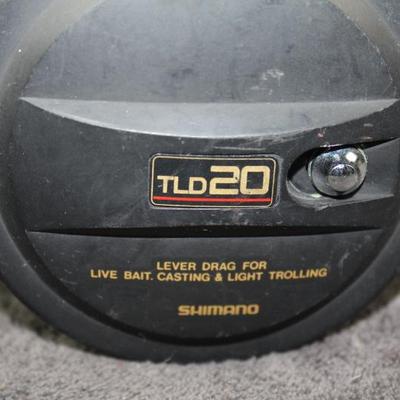 TLD20
LEVER DRAG FOR
LIVE BAIT. CASTING & LIGHT TROLLING
SHIMANO